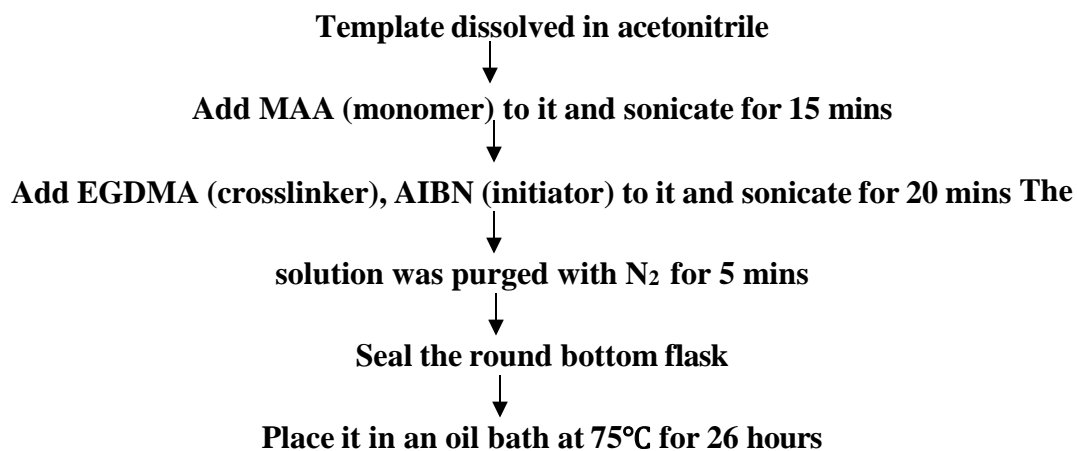 Template dissolved in acetonitrile
Add MAA (monomer) to it and sonicate for 15 mins
Add EGDMA (crosslinker), AIBN (initiator) to it and sonicate for 20 mins The
solution was purged with N₂ for 5 mins
Seal the round bottom flask
Place it in an oil bath at 75℃ for 26 hours